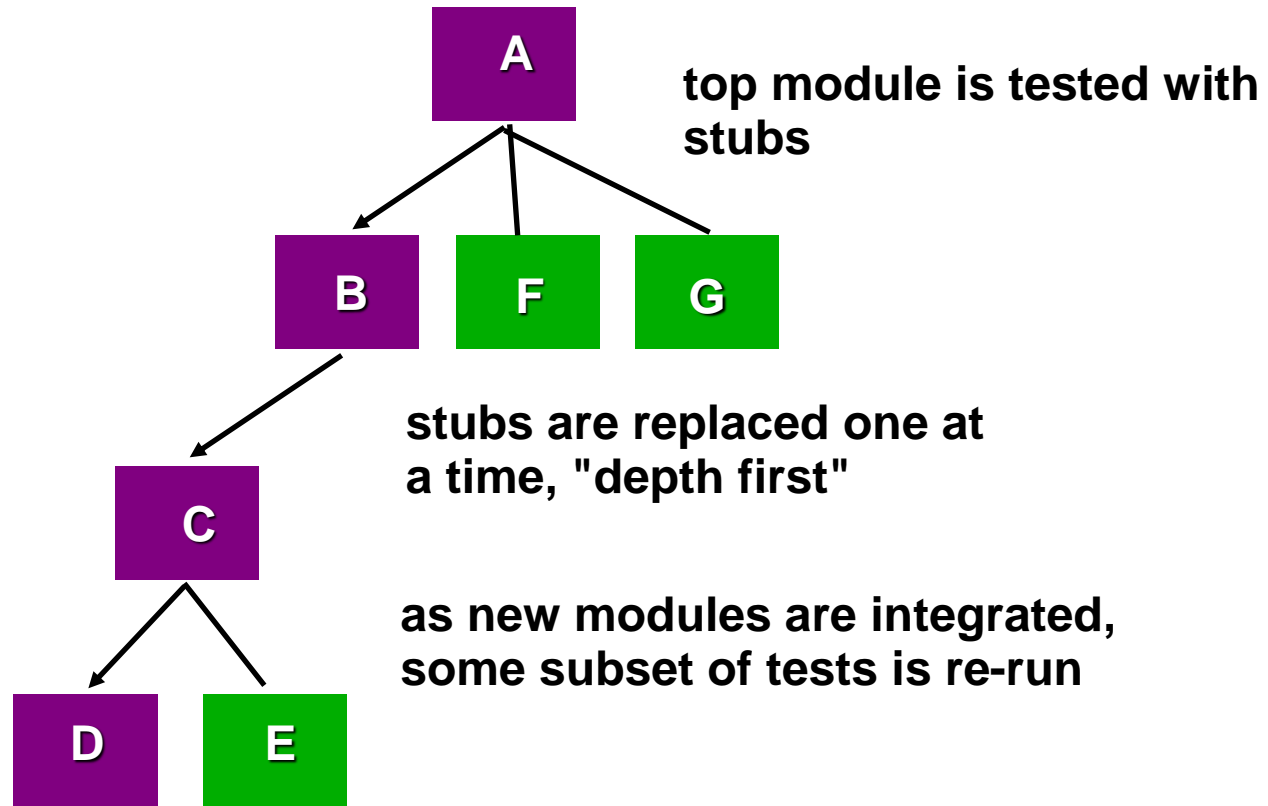 A
top module is tested with
stubs
B
F
G
stubs are replaced one at
a time, "depth first"
C
as new modules are integrated,
some subset of tests is re-run
D
E